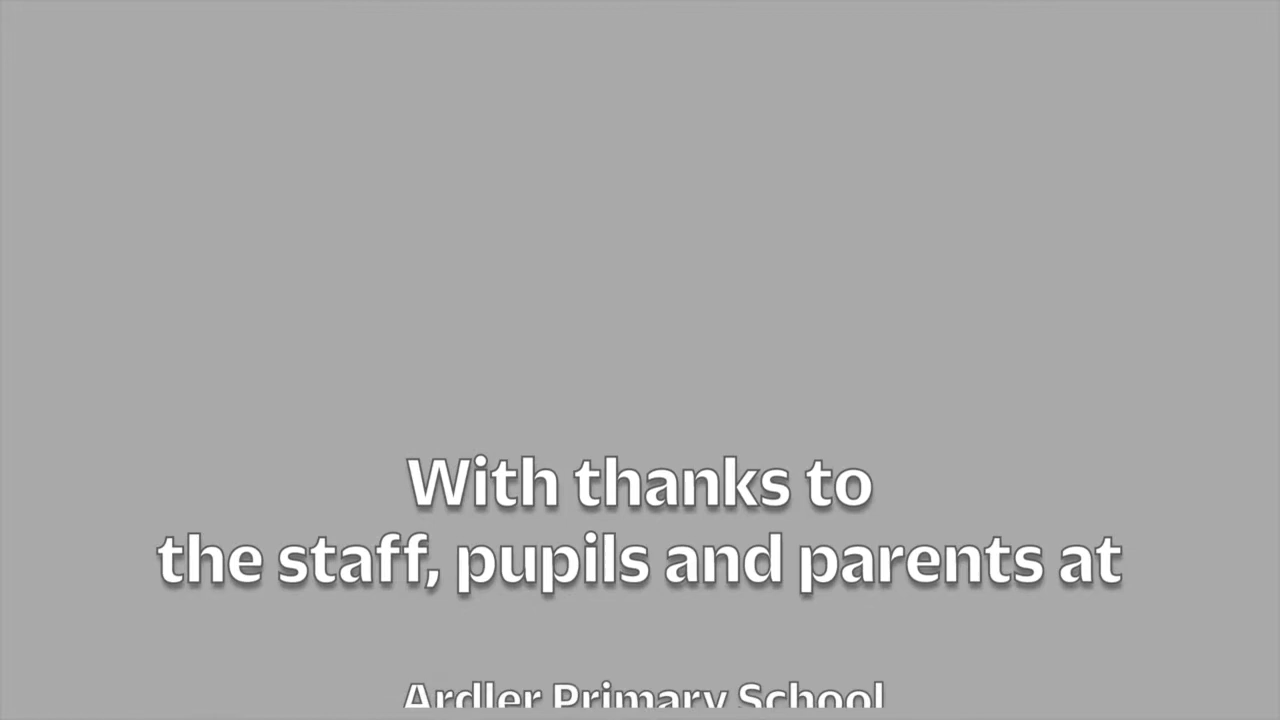 With thanks to
the staff, pupils and parents at
Ardler Primary School